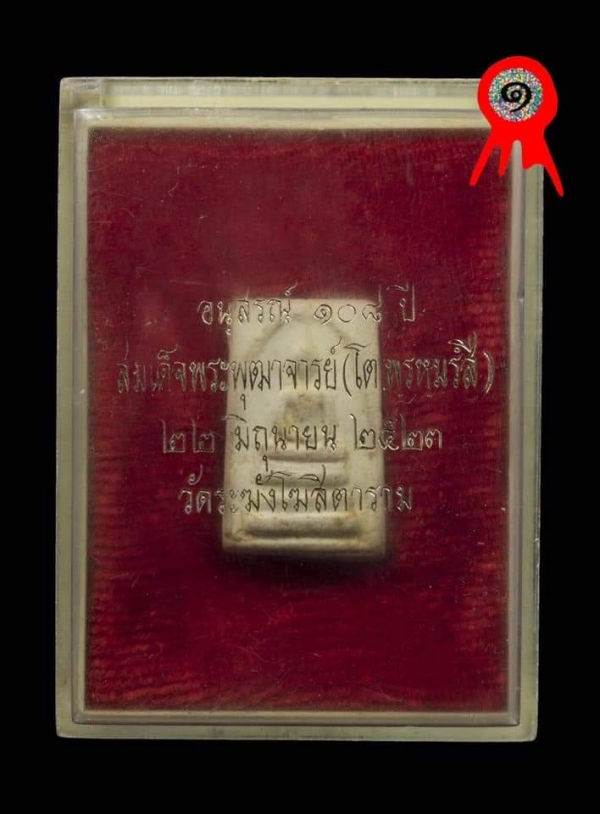 ๑
อนุสรณ์ ๑๐๘ ปี
สมเด็จพระพุฒาจารย์(โต พรหมรํสี)
๒๒ มิถุนายน ๒๕๒๓
วัดระฆังโฆสิตาราม